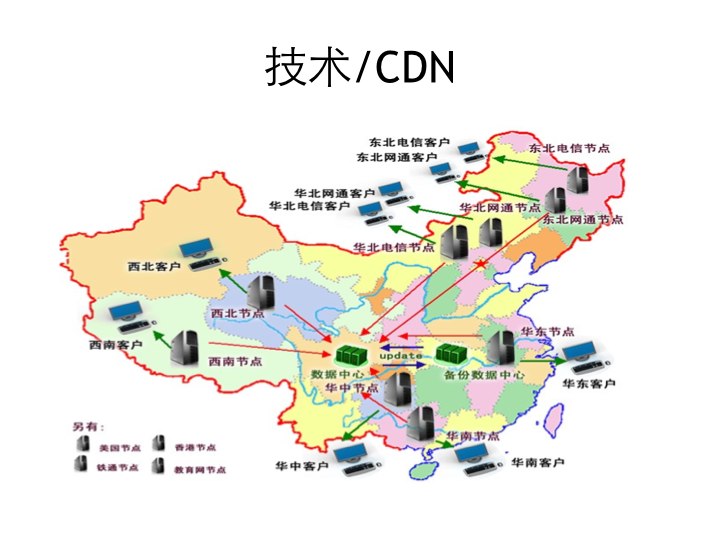 技术/CDN
东北电信客户
东北电信节点
东北网通客户
华北网通客户
华北电信客户
华北网通节点
东北网通节点
华北电信节点
西北客户
西北节点
华东节点
西南客户
西南节点
update
数据中心
备份数据中心
华中节点
华东客户
另有:
华南节点
美国节点
香港节点
华中客户
华南客户
铁通节点
教育网节点